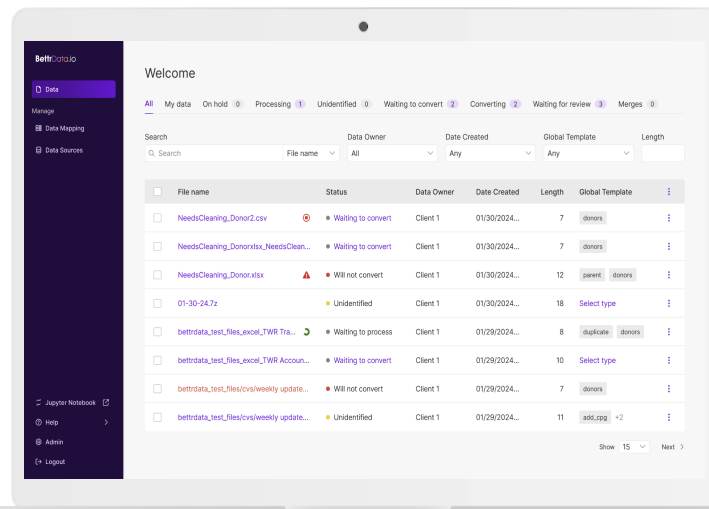 BettrData.io
Data
Manage
Data Mapping
Data Sources
Jupyter Notebook
Help
Admin
Logout
Welcome
All My data On hold 0 Processing 1 Unidentified 0 Waiting to convert 2 Converting 2 Waiting for review 3 Merges 0
Search Data Owner Date Created Global Template Length
Search File name All Any Any
File name Status Data Owner Date Created Length Global Template
NeedsCleaning_Donor2.csv Waiting to convert Client 1 01/30/2024... 7 donors
NeedsCleaning_Donorxlsx_NeedsClean... Waiting to convert Client 1 01/30/2024... 7 donors
NeedsCleaning_Donor.xlsx Will not convert Client 1 01/30/2024... 12 parent donors
01-30-24.7z Unidentified Client 1 01/30/2024... 18 Select type
bettrdata_test_files_excel_TWR Tra... Waiting to process Client 1 01/29/2024... 8 duplicate donors
bettrdata_test_files_excel_TWR Accoun... Waiting to convert Client 1 01/29/2024... 10 Select type
bettrdata_test_files/cvs/weekly update... Will not convert Client 1 01/29/2024... 7 donors
bettrdata_test_files/cvs/weekly update... Unidentified Client 1 01/29/2024... 11 add_cpg +2
Show 15 Next